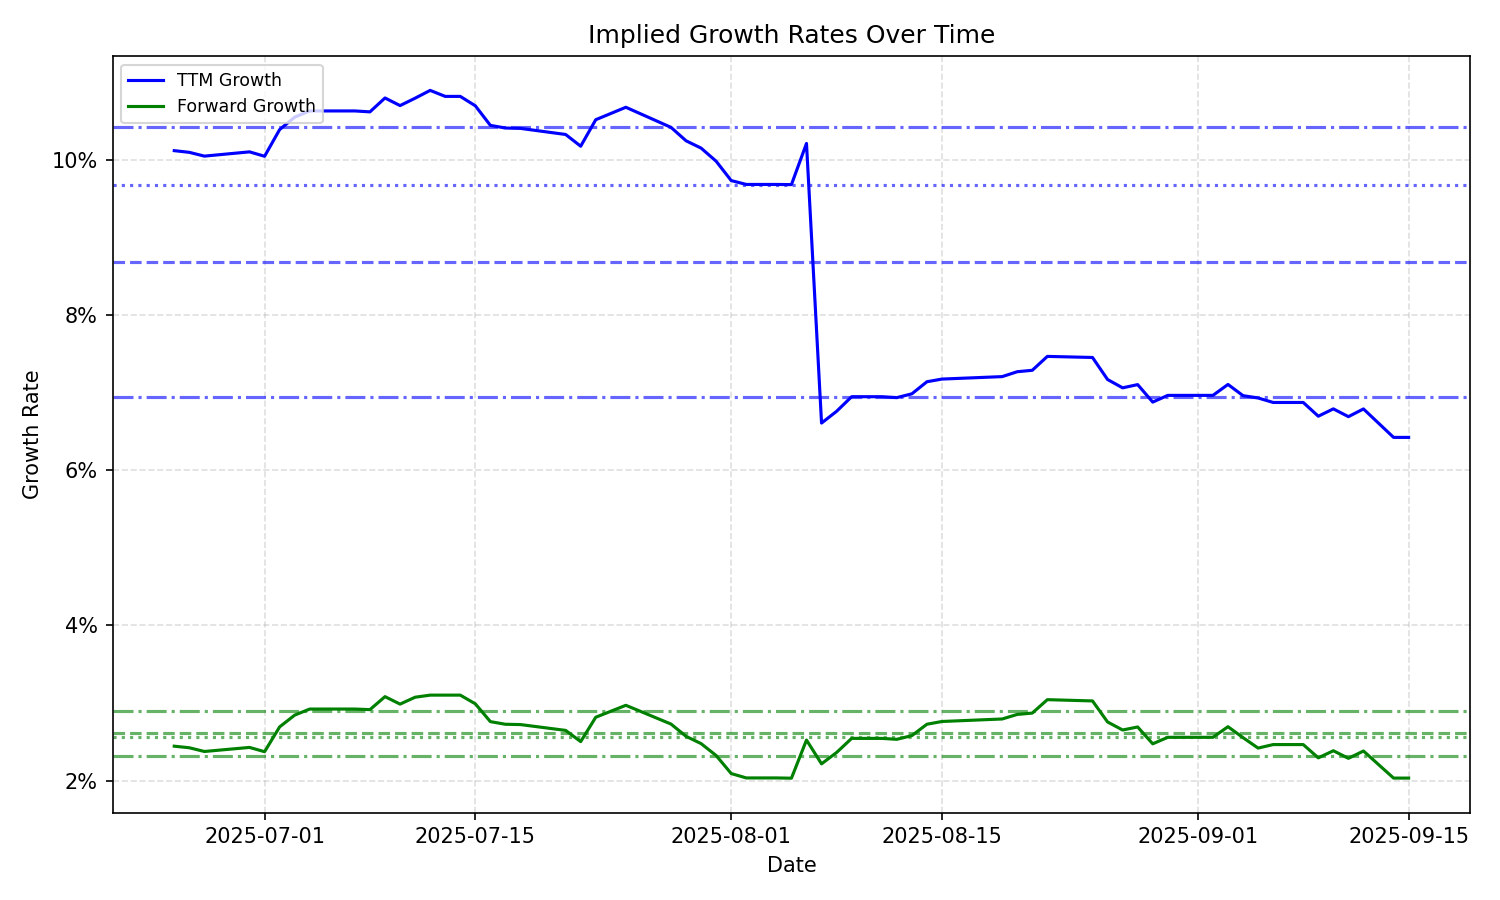 Implied Growth Rates Over Time
TTM Growth
Forward Growth
10%
8%
6%
4%
2%
Growth Rate
2025-07-01
2025-07-15
2025-08-01
2025-08-15
2025-09-01
2025-09-15
Date